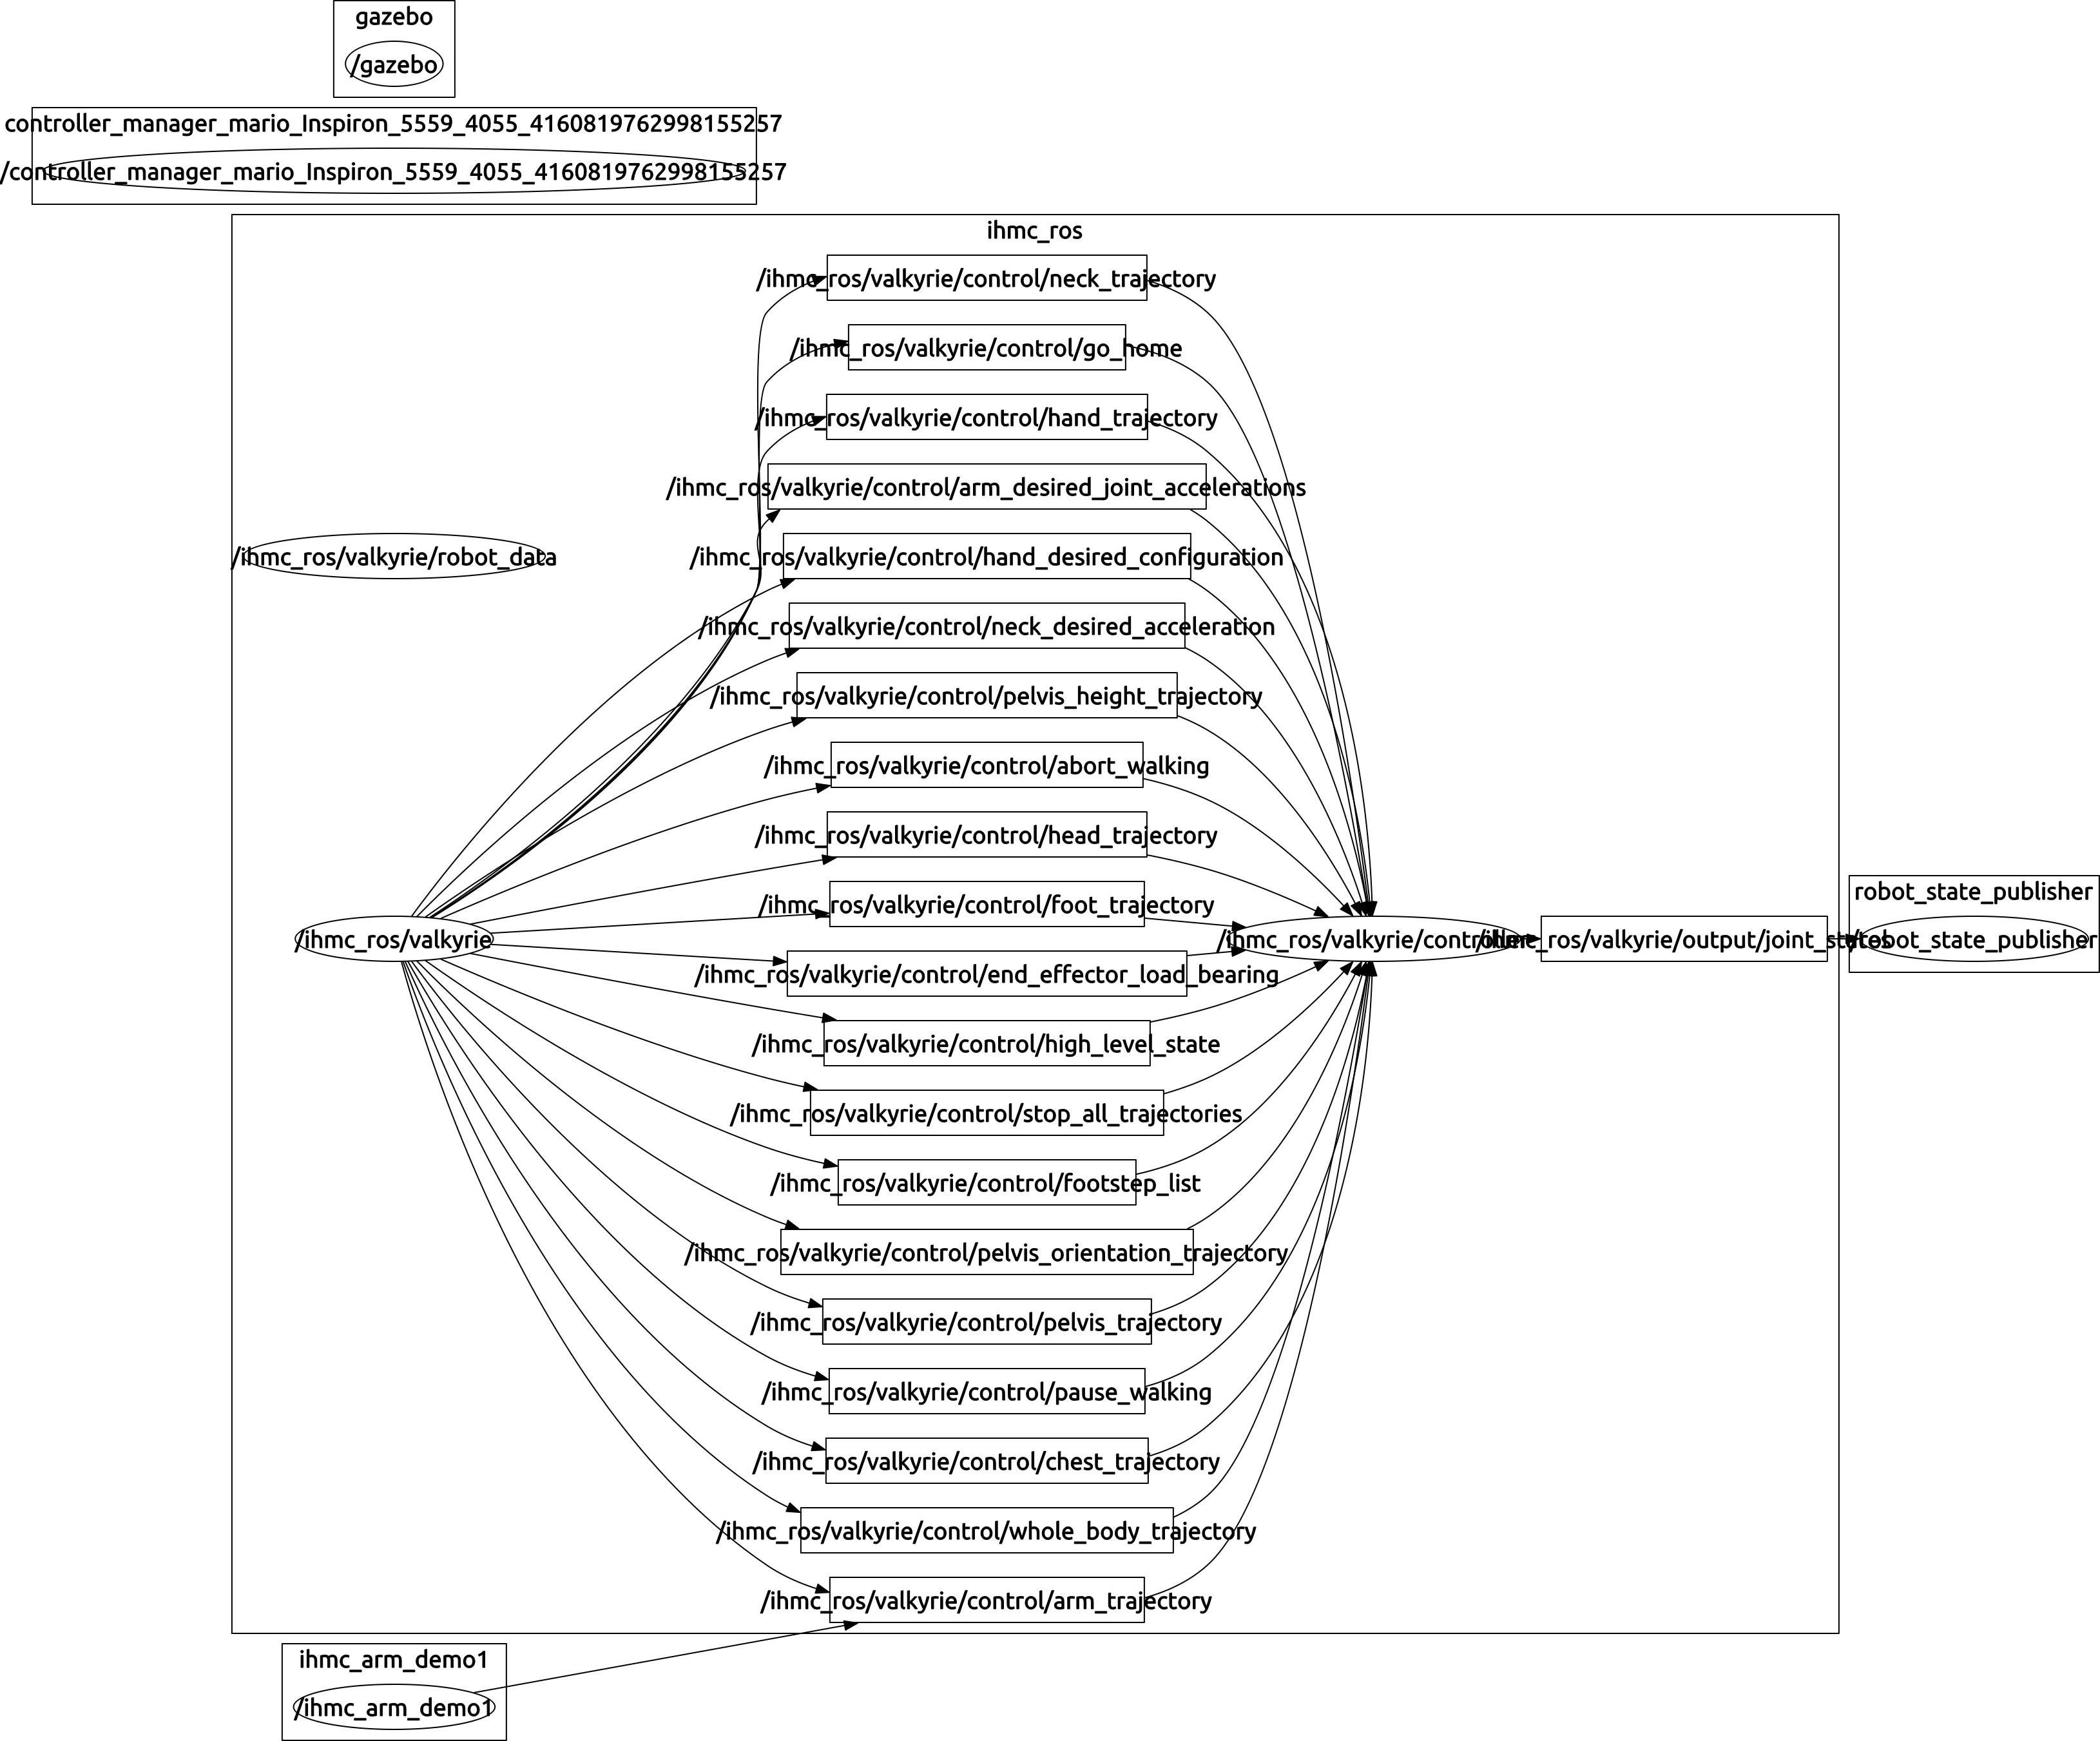 gazebo
/gazebo
controller_manager_mario_Inspiron_5559_4055_4160819762998155257
/controller_manager_mario_Inspiron_5559_4055_4160819762998155257
ihmc_ros
/ihmc_ros/valkyrie/control/neck_trajectory
/ihmc_ros/valkyrie/control/go_home
/ihmc_ros/valkyrie/control/hand_trajectory
/ihmc_ros/valkyrie/control/arm_desired_joint_accelerations
/ihmc_ros/valkyrie/robot_data
/ihmc_ros/valkyrie/control/hand_desired_configuration
/ihmc_ros/valkyrie/control/neck_desired_acceleration
/ihmc_ros/valkyrie/control/pelvis_height_trajectory
/ihmc_ros/valkyrie/control/abort_walking
/ihmc_ros/valkyrie/control/head_trajectory
/ihmc_ros/valkyrie/control/foot_trajectory
/ihmc_ros/valkyrie
/ihmc_ros/valkyrie/controller
/ihmc_ros/valkyrie/output/joint_states
robot_state_publisher
/robot_state_publisher
/ihmc_ros/valkyrie/control/end_effector_load_bearing
/ihmc_ros/valkyrie/control/high_level_state
/ihmc_ros/valkyrie/control/stop_all_trajectories
/ihmc_ros/valkyrie/control/footstep_list
/ihmc_ros/valkyrie/control/pelvis_orientation_trajectory
/ihmc_ros/valkyrie/control/pelvis_trajectory
/ihmc_ros/valkyrie/control/pause_walking
/ihmc_ros/valkyrie/control/chest_trajectory
/ihmc_ros/valkyrie/control/whole_body_trajectory
/ihmc_ros/valkyrie/control/arm_trajectory
ihmc_arm_demo1
/ihmc_arm_demo1